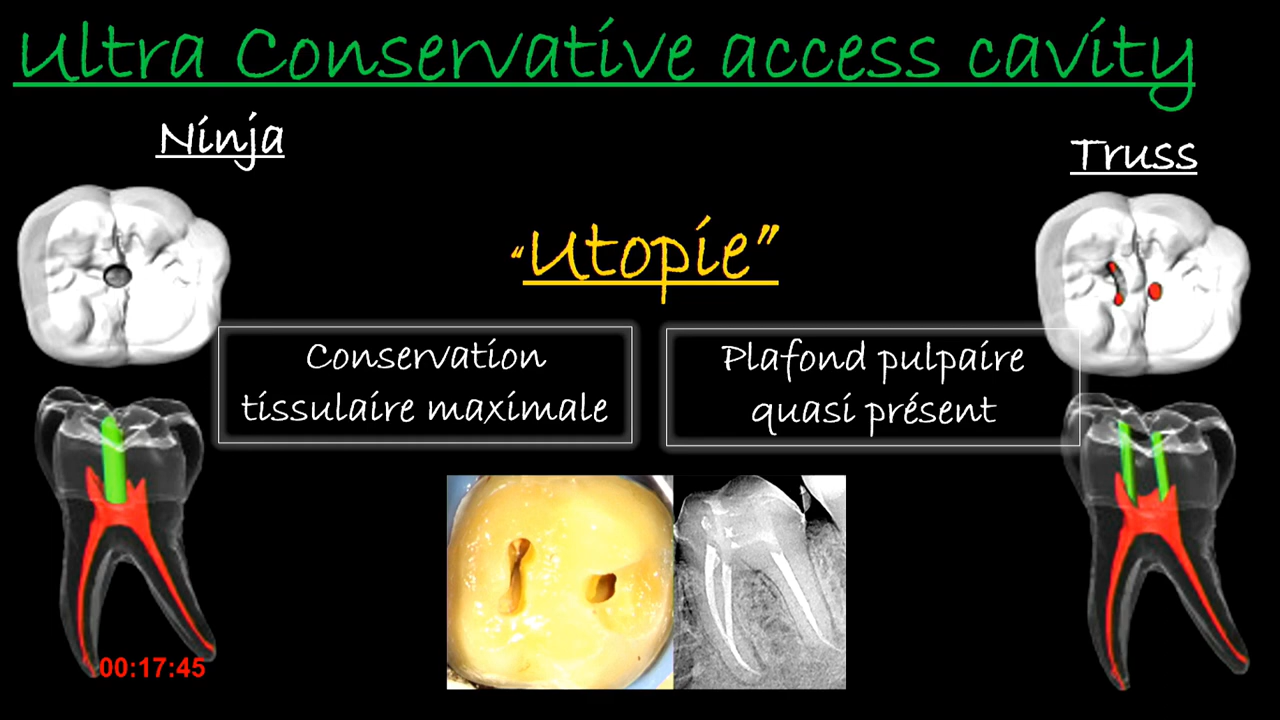 Ultra Conservative access cavity
Ninja
Truss
“Utopie”
Conservation
tissulaire maximale
Plafond pulpaire
quasi présent
00:17:45